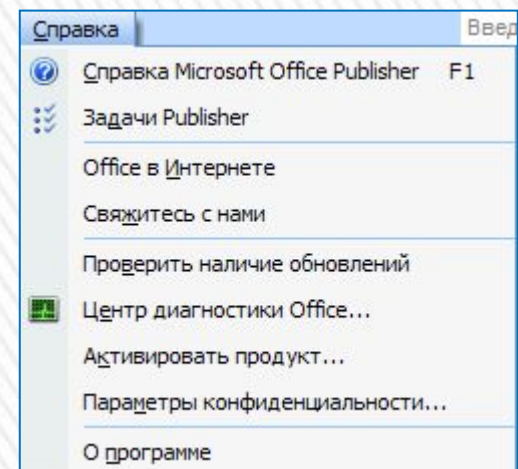 Справка
Введ
Справка Microsoft Office Publisher F1
Задачи Publisher
Office в Интернете
Свяжитесь с нами
Проверить наличие обновлений
Центр диагностики Office...
Активировать продукт...
Параметры конфиденциальности...
О программе